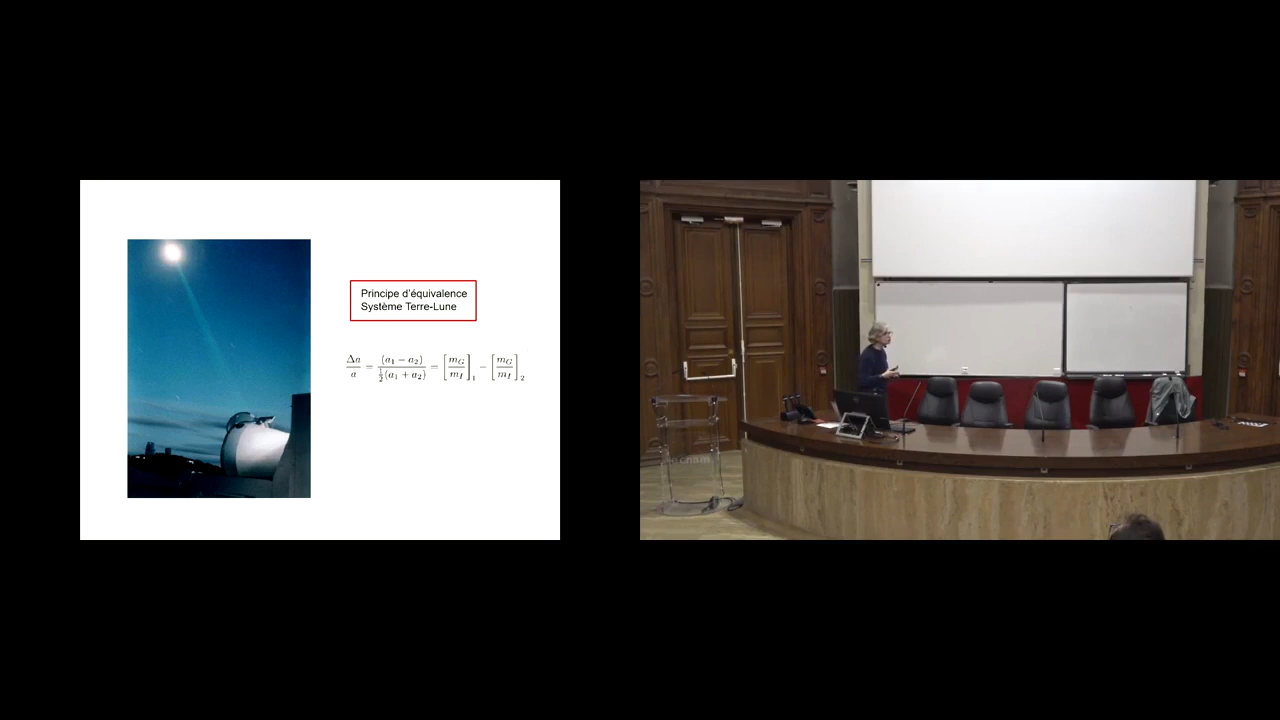 Principe d'équivalence
Système Terre-Lune
Δa/a = (a₁ − a₂)/(½(a₁ + a₂)) = [m_G/m_I]₁ − [m_G/m_I]₂